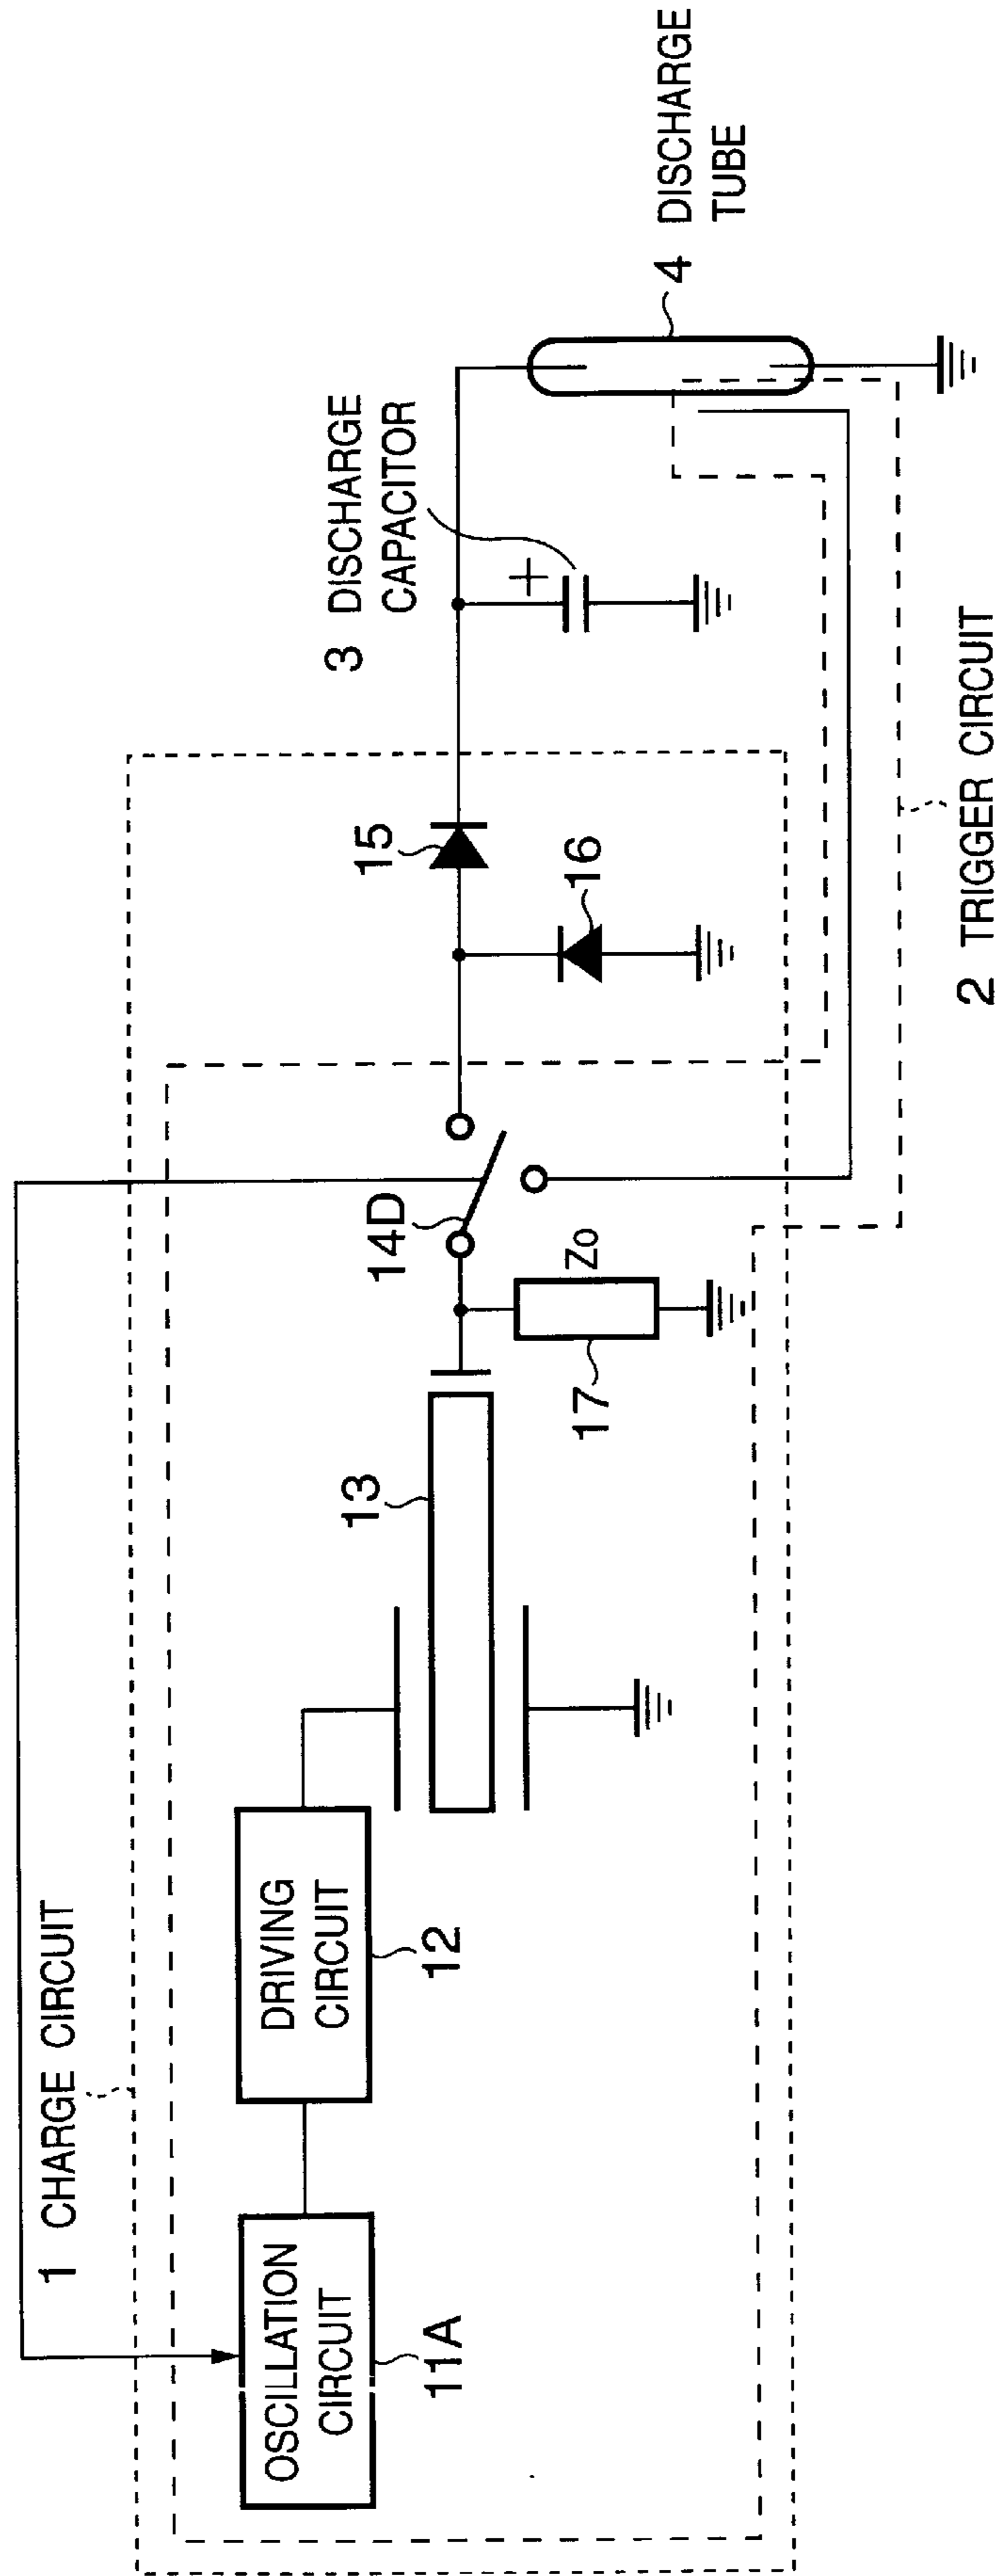 1 CHARGE CIRCUIT
OSCILLATION
CIRCUIT
11A
DRIVING
CIRCUIT
12
13
14D
17
Zo
15
16
3 DISCHARGE
CAPACITOR
+
4 DISCHARGE
TUBE
2 TRIGGER CIRCUIT